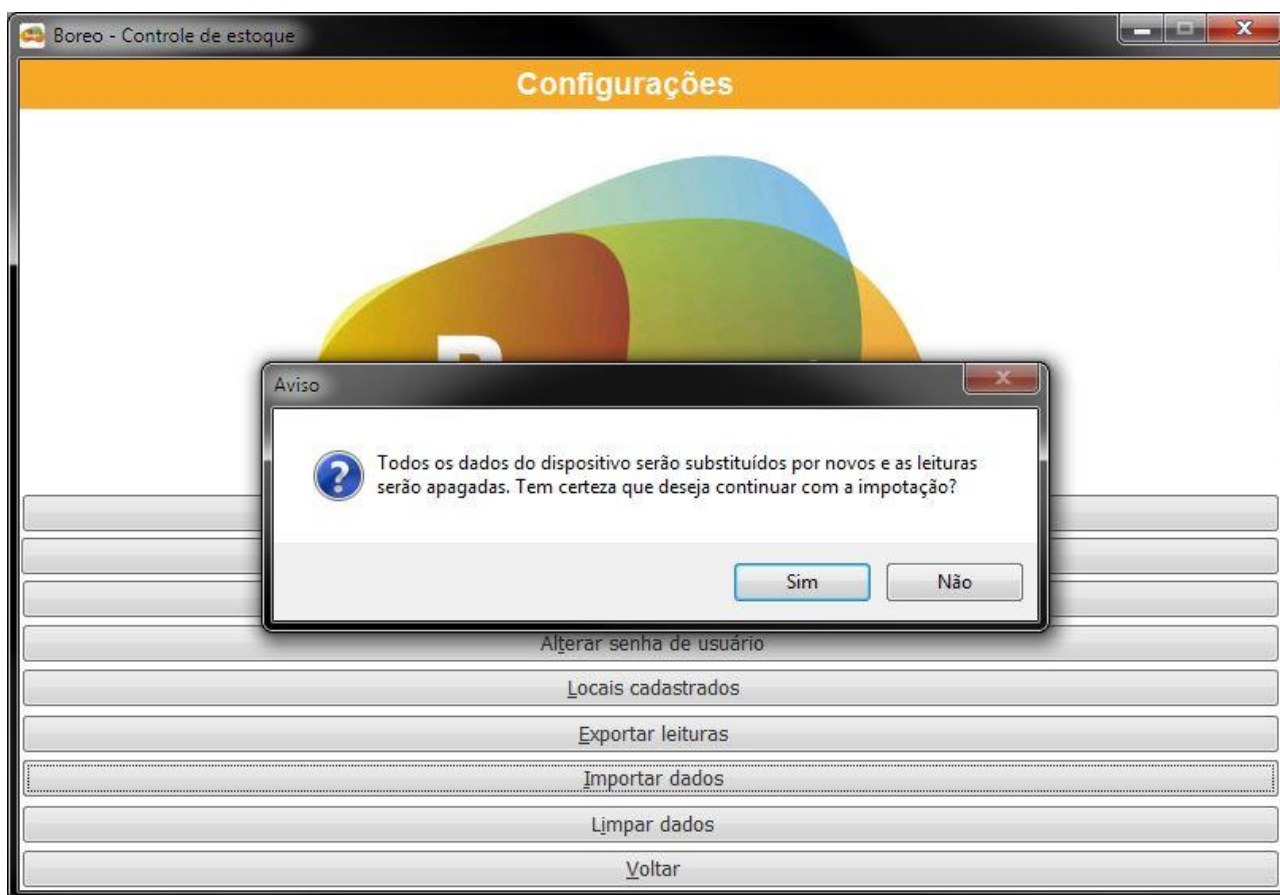 Boreo - Controle de estoque
Configurações
Aviso
Todos os dados do dispositivo serão substituídos por novos e as leituras
serão apagadas. Tem certeza que deseja continuar com a impotação?
Sim
Não
Alterar senha de usuário
Locais cadastrados
Exportar leituras
Importar dados
Limpar dados
Voltar